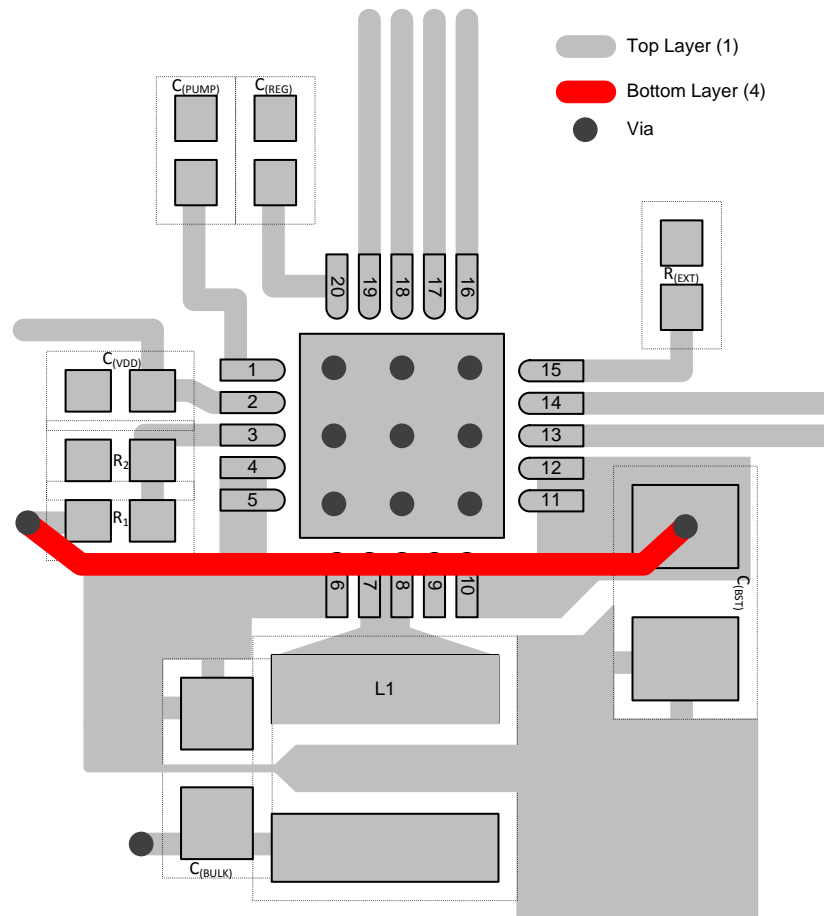 Top Layer (1)
Bottom Layer (4)
Via
C(PUMP)
C(REG)
R(EXT)
20
19
18
17
16
1
2
3
4
5
15
14
13
12
11
6
7
8
9
10
C(VDD)
R2
R1
C(BST)
L1
C(BULK)